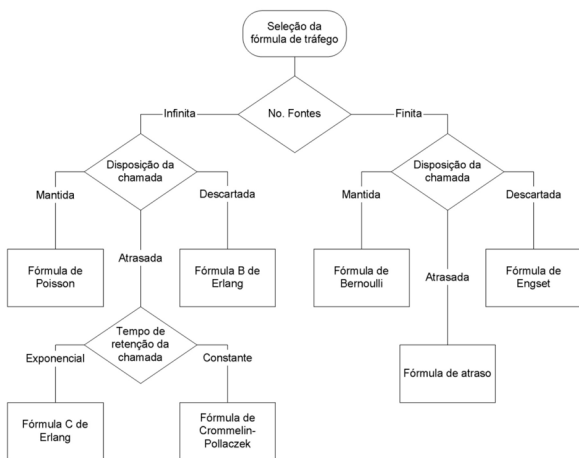 Seleção da
fórmula de tráfego
Infinita
No. Fontes
Finita
Disposição da
chamada
Disposição da
chamada
Mantida
Descartada
Mantida
Descartada
Fórmula de
Poisson
Atrasada
Fórmula B de
Erlang
Fórmula de
Bernoulli
Atrasada
Fórmula de
Engset
Tempo de
retenção da
chamada
Exponencial
Constante
Fórmula de atraso
Fórmula C de
Erlang
Fórmula de
Crommelin-
Pollaczek